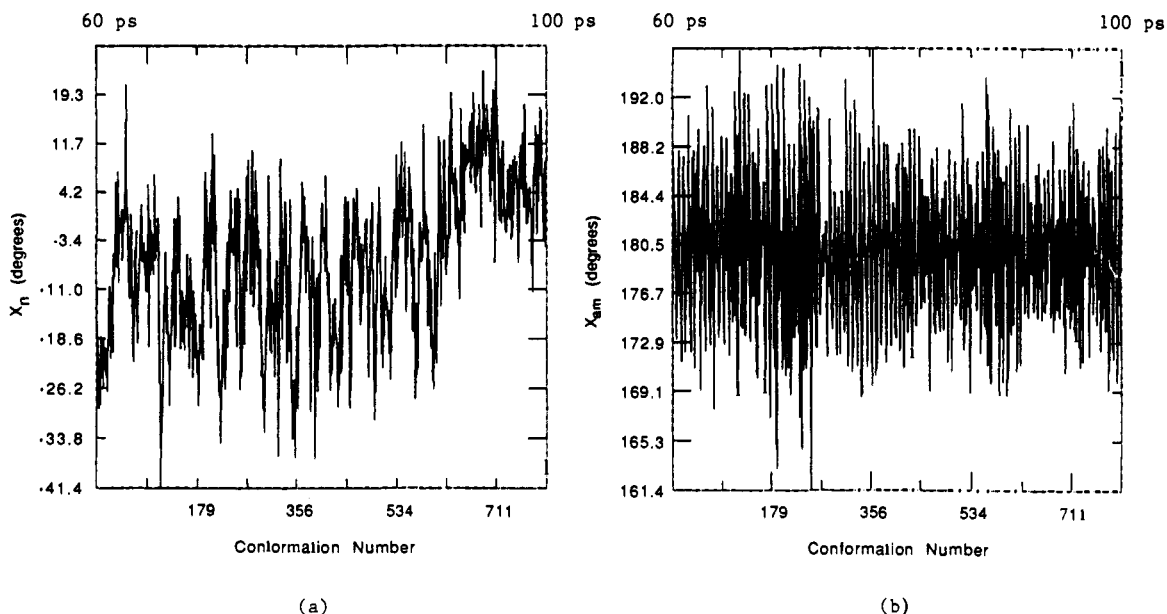 60 ps 100 ps
19.3
11.7
4.2
-3.4
-11.0
-18.6
-26.2
-33.8
-41.4
Xn (degrees)
179 356 534 711
Conformalion Number
(a)
60 ps 100 ps
192.0
188.2
184.4
180.5
176.7
172.9
169.1
165.3
161.4
Xam (degrees)
179 356 534 711
Conformation Number
(b)